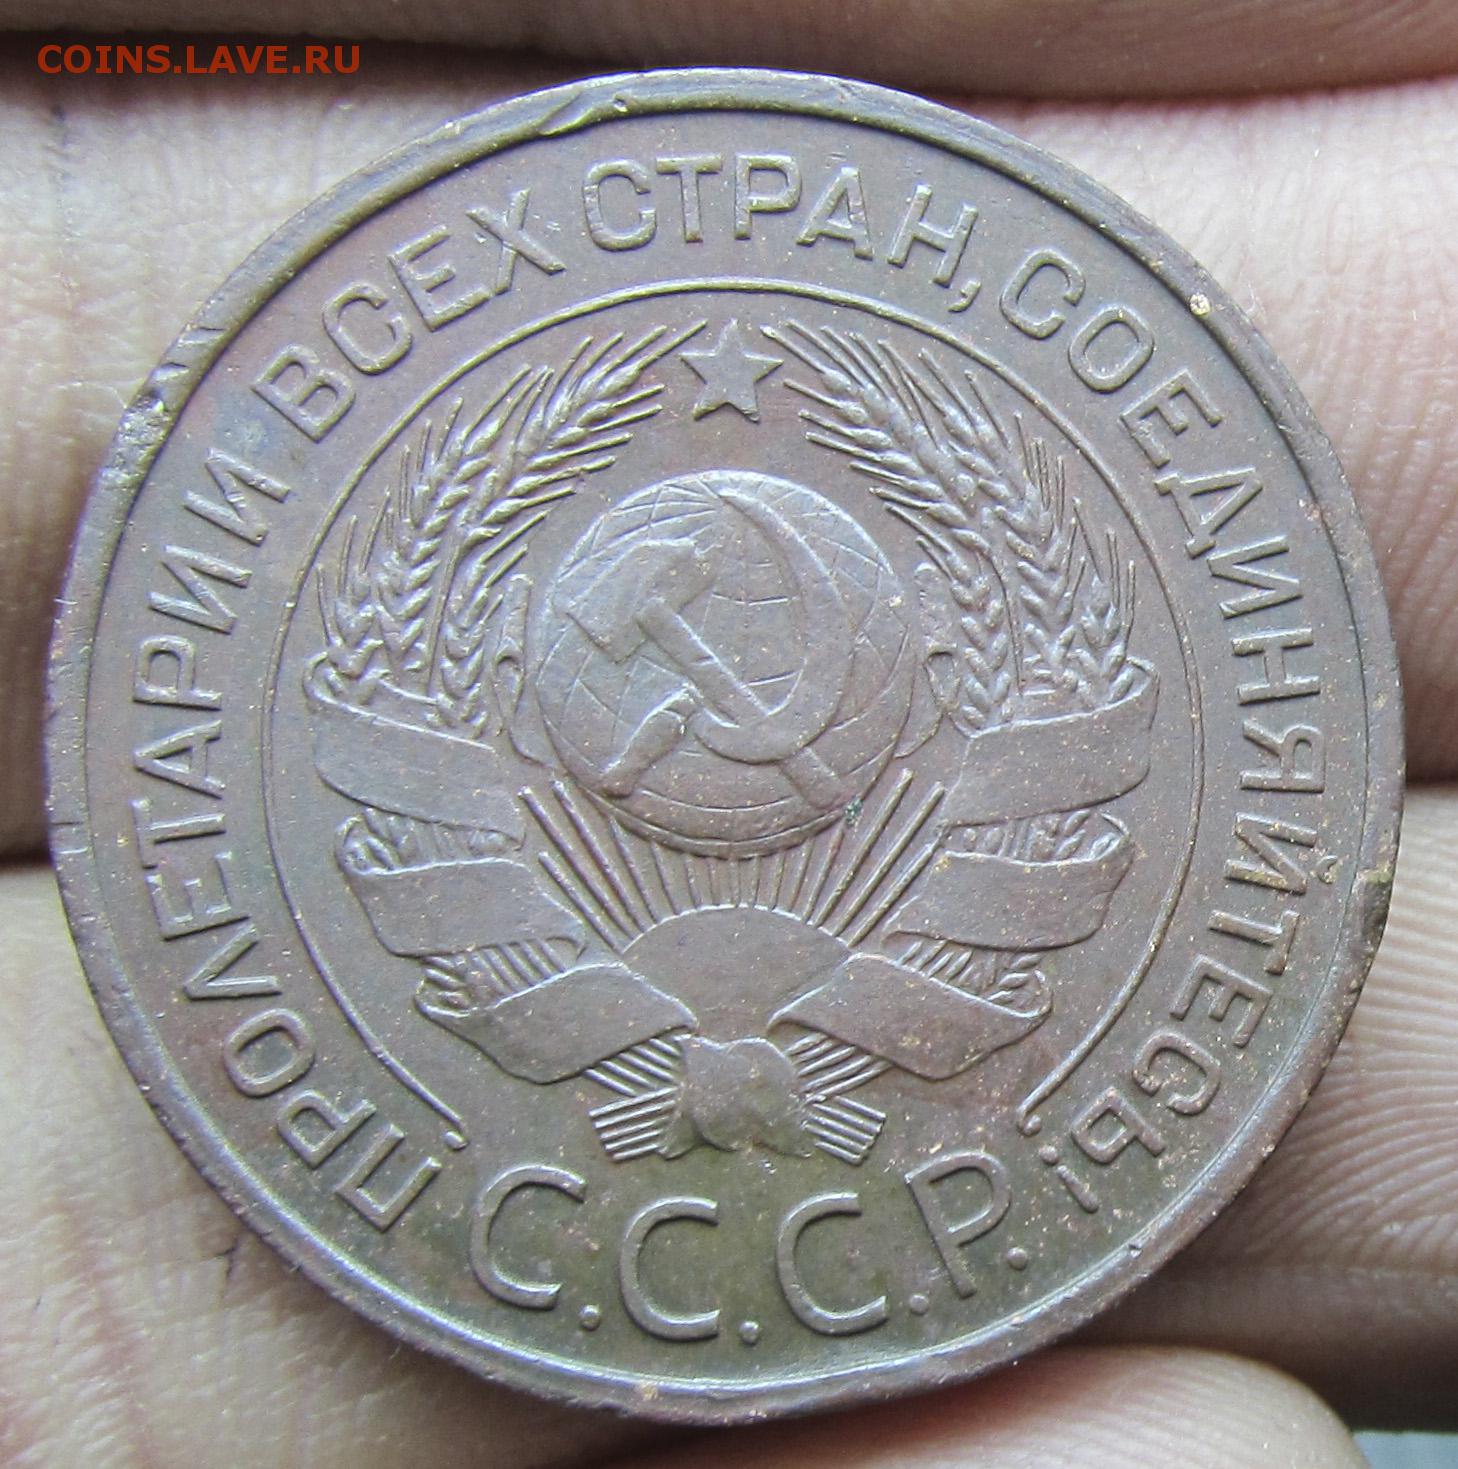 COINS.LAVE.RU
ПРОЛЕТАРИИ ВСЕХ СТРАН, СОЕДИНЯЙТЕСЬ!
С.С.С.Р.